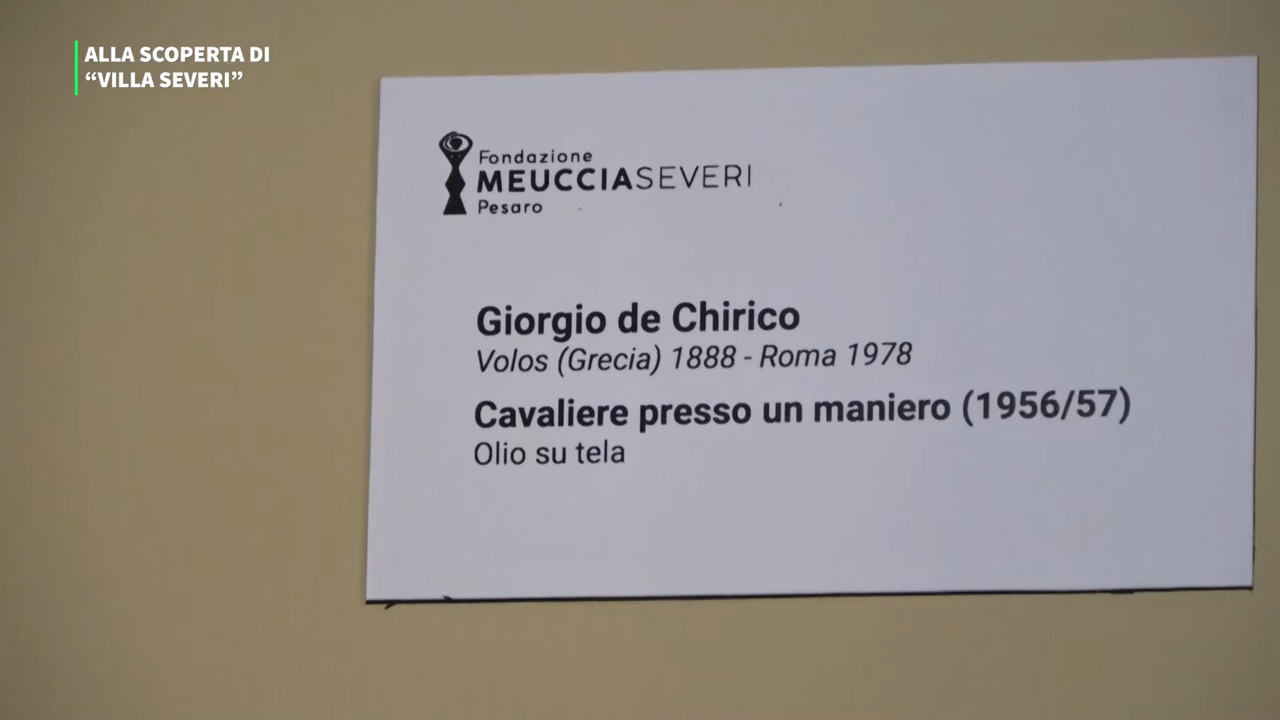 ALLA SCOPERTA DI
“VILLA SEVERI”
Fondazione
MEUCCIASEVERI
Pesaro
Giorgio de Chirico
Volos (Grecia) 1888 - Roma 1978
Cavaliere presso un maniero (1956/57)
Olio su tela